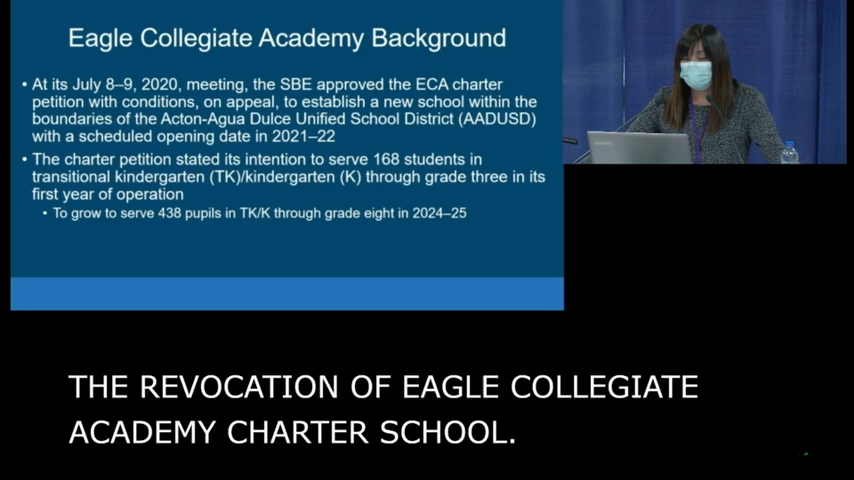 Eagle Collegiate Academy Background
• At its July 8–9, 2020, meeting, the SBE approved the ECA charter
petition with conditions, on appeal, to establish a new school within the
boundaries of the Acton-Agua Dulce Unified School District (AADUSD)
with a scheduled opening date in 2021–22
• The charter petition stated its intention to serve 168 students in
transitional kindergarten (TK)/kindergarten (K) through grade three in its
first year of operation
• To grow to serve 438 pupils in TK/K through grade eight in 2024–25
THE REVOCATION OF EAGLE COLLEGIATE
ACADEMY CHARTER SCHOOL.